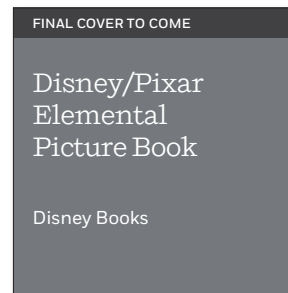 FINAL COVER TO COME
Disney/Pixar
Elemental
Picture Book
Disney Books